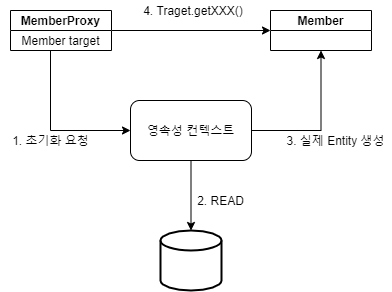 4. Traget.getXXX()
MemberProxy
Member target
Member
영속성 컨텍스트
1. 초기화 요청
3. 실제 Entity 생성
2. READ